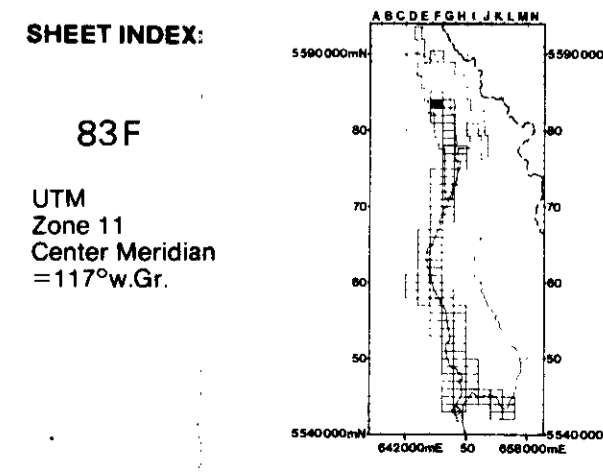 SHEET INDEX:
83F
UTM
Zone 11
Center Meridian
=117°w.Gr.
A B C D E F G H I J K L M N
5590000mN 5590000
80 80
70 70
60 60
50 50
5540000mN 5540000
642000mE 50 658000mE